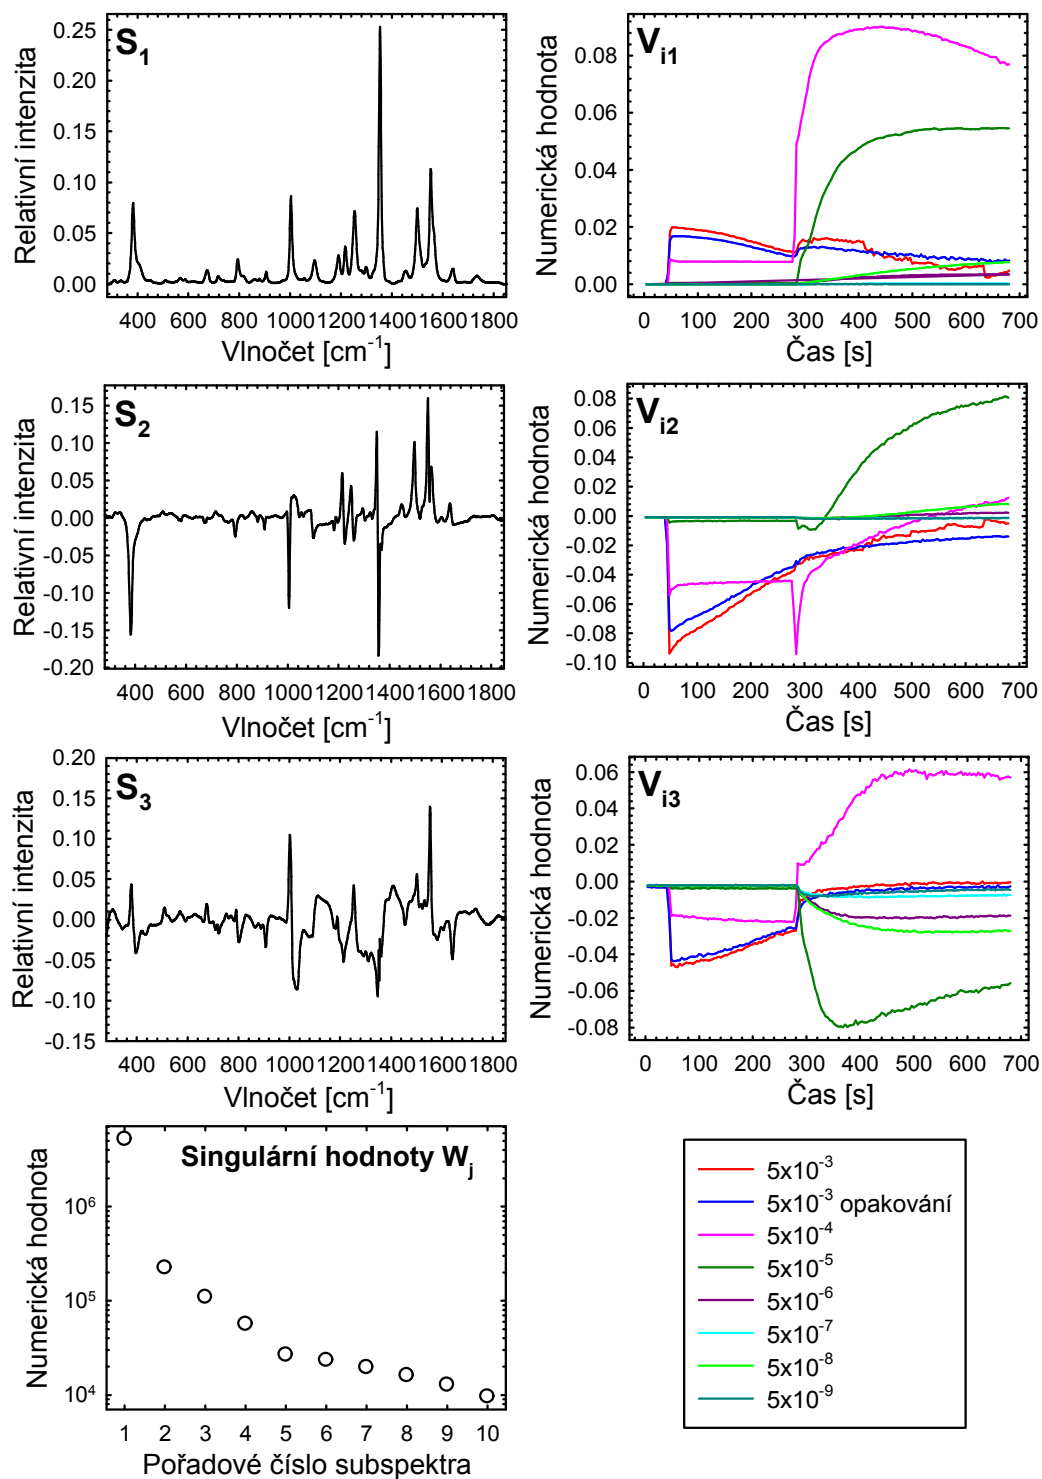 S1
Relativní intenzita
0.25
0.20
0.15
0.10
0.05
0.00
400 600 800 1000 1200 1400 1600 1800
Vlnočet [cm-1]
Vi1
Numerická hodnota
0.08
0.06
0.04
0.02
0.00
0 100 200 300 400 500 600 700
Čas [s]
S2
Relativní intenzita
0.15
0.10
0.05
0.00
-0.05
-0.10
-0.15
-0.20
400 600 800 1000 1200 1400 1600 1800
Vlnočet [cm-1]
Vi2
Numerická hodnota
0.08
0.06
0.04
0.02
0.00
-0.02
-0.04
-0.06
-0.08
-0.10
0 100 200 300 400 500 600 700
Čas [s]
S3
Relativní intenzita
0.20
0.15
0.10
0.05
0.00
-0.05
-0.10
-0.15
400 600 800 1000 1200 1400 1600 1800
Vlnočet [cm-1]
Vi3
Numerická hodnota
0.06
0.04
0.02
0.00
-0.02
-0.04
-0.06
-0.08
0 100 200 300 400 500 600 700
Čas [s]
Singulární hodnoty Wj
Numerická hodnota
10^6
10^5
10^4
1 2 3 4 5 6 7 8 9 10
Pořadové číslo subspektra
5x10-3
5x10-3 opakování
5x10-4
5x10-5
5x10-6
5x10-7
5x10-8
5x10-9